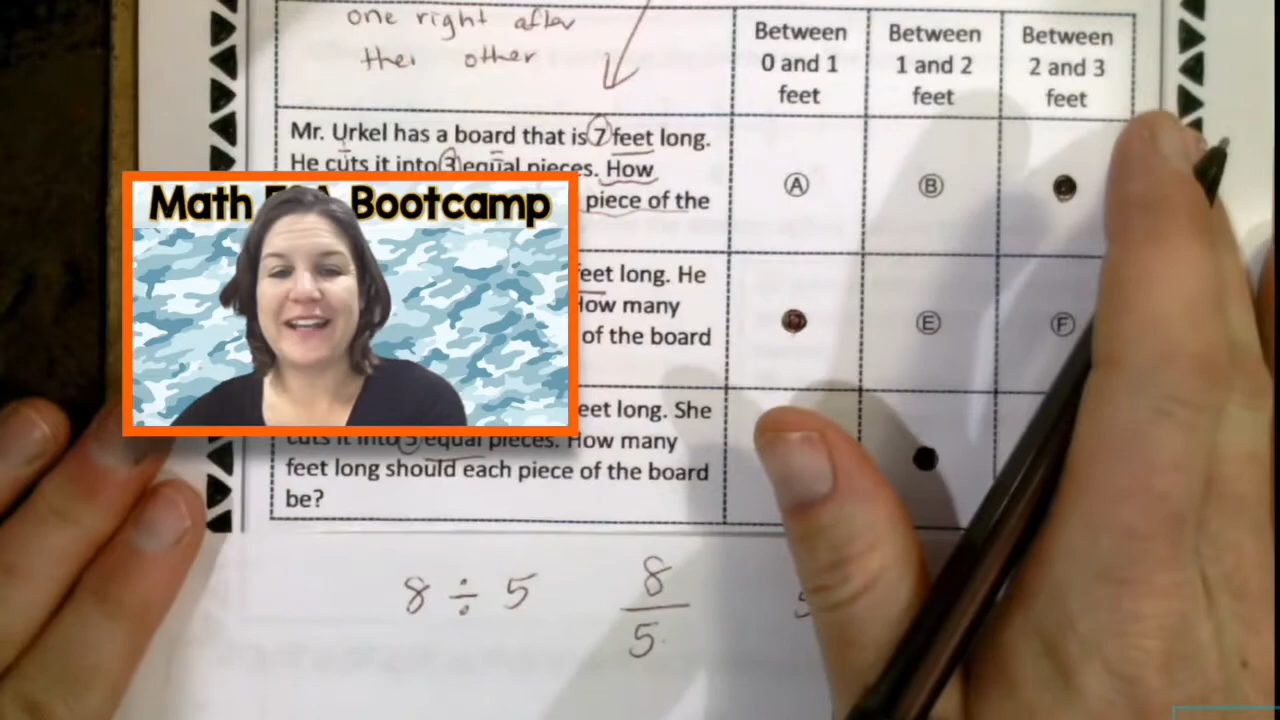 one right after
the other
Between
0 and 1
feet
Between
1 and 2
feet
Between
2 and 3
feet
Mr. Urkel has a board that is 7 feet long.
He cuts it into 3 equal pieces. How
piece of the
A
B
Math Bootcamp
feet long. He
How many
of the board
E
F
feet long. She
cuts it into 5 equal pieces. How many
feet long should each piece of the board
be?
8 ÷ 5
8
5